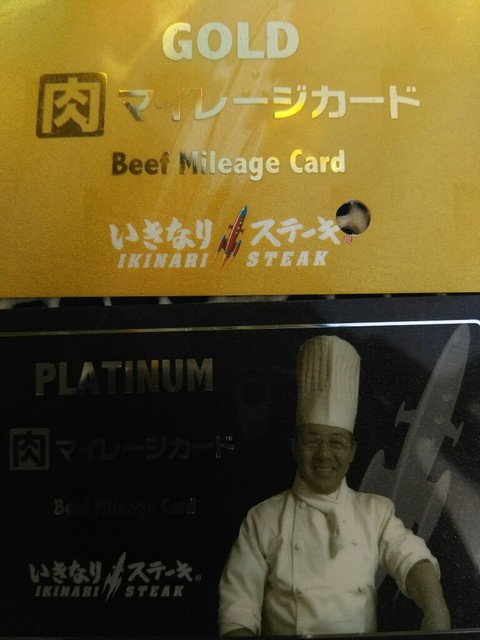 GOLD
肉 マイレージカード
Beef Mileage Card
いきなりステーキ
IKINARI STEAK
PLATINUM
肉 マイレージカード
Beef Mileage Card
いきなりステーキ
IKINARI STEAK